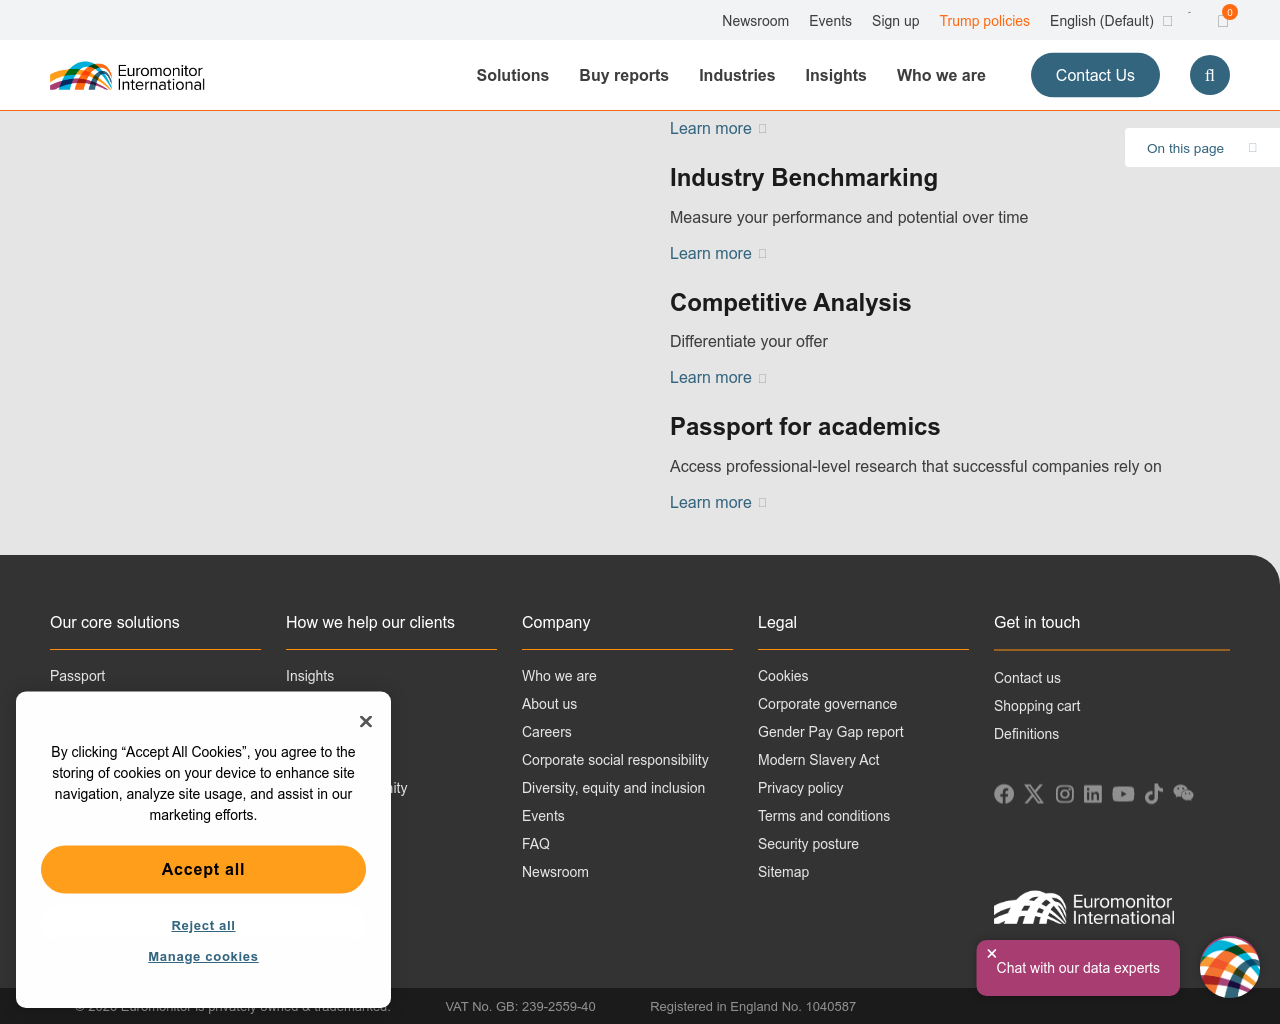 Newsroom
Events
Sign up
Trump policies
English (Default)
0
Euromonitor
International
Solutions
Buy reports
Industries
Insights
Who we are
Contact Us
On this page
Learn more
Industry Benchmarking
Measure your performance and potential over time
Learn more
Competitive Analysis
Differentiate your offer
Learn more
Passport for academics
Access professional-level research that successful companies rely on
Learn more
Our core solutions
Passport
How we help our clients
Insights
Company
Who we are
About us
Careers
Corporate social responsibility
Diversity, equity and inclusion
Events
FAQ
Newsroom
Legal
Cookies
Corporate governance
Gender Pay Gap report
Modern Slavery Act
Privacy policy
Terms and conditions
Security posture
Sitemap
Get in touch
Contact us
Shopping cart
Definitions
Euromonitor
International
By clicking “Accept All Cookies”, you agree to the
storing of cookies on your device to enhance site
navigation, analyze site usage, and assist in our
marketing efforts.
Accept all
Reject all
Manage cookies
Chat with our data experts
VAT No. GB: 239-2559-40
Registered in England No. 1040587